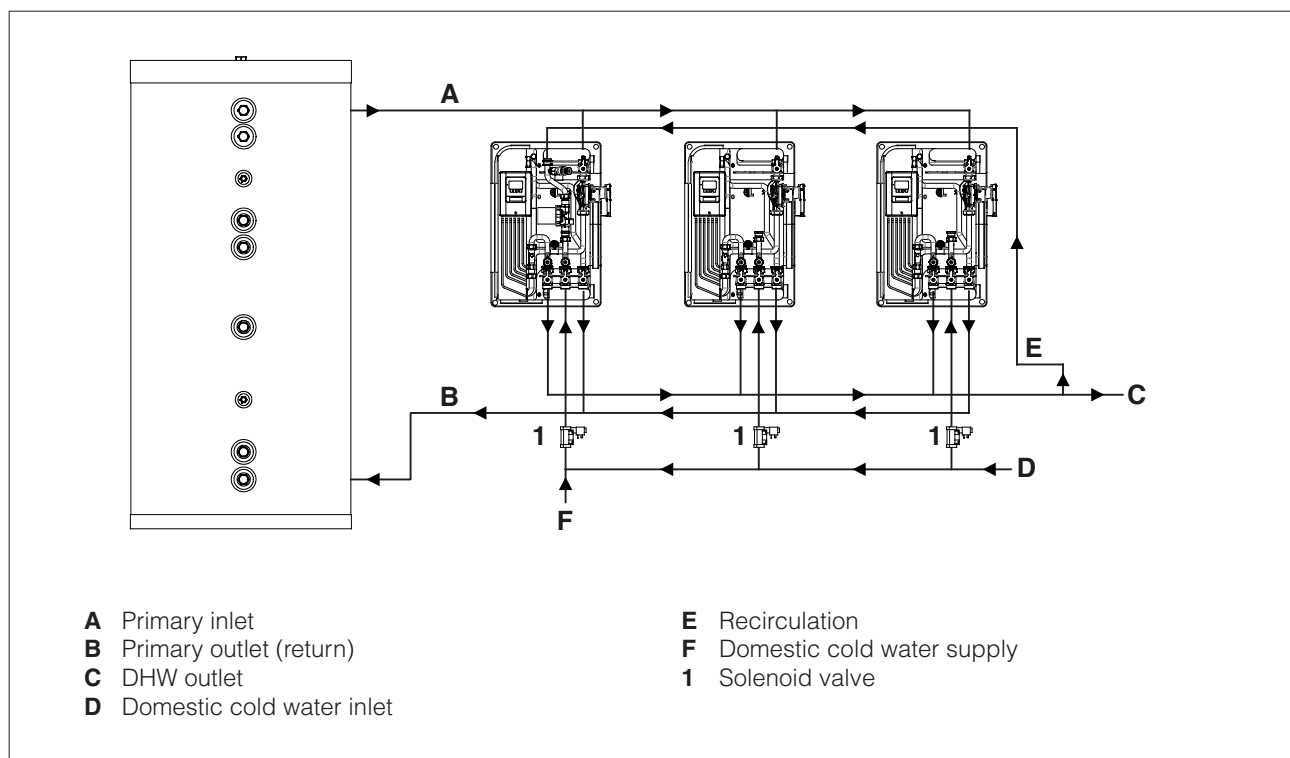 A
E
B
C
1
1
1
D
F
A Primary inlet
B Primary outlet (return)
C DHW outlet
D Domestic cold water inlet
E Recirculation
F Domestic cold water supply
1 Solenoid valve